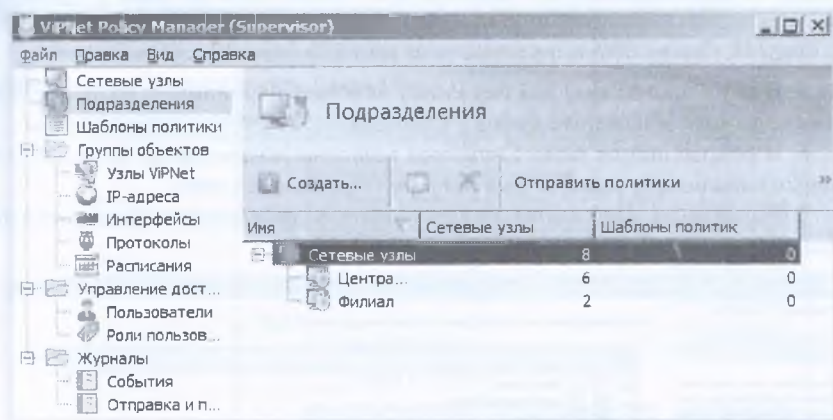 ViPNet Policy Manager {Supervisor}
Файл Правка Вид Справка
Сетевые узлы
Подразделения
Шаблоны политики
Группы объектов
Узлы ViPNet
IP-адреса
Интерфейсы
Протоколы
Расписания
Управление дост...
Пользователи
Роли пользов...
Журналы
События
Отправка и п...
Подразделения
Создать... Отправить политики »
Имя Сетевые узлы Шаблоны политик
Сетевые узлы 8 0
Центра... 6 0
Филиал 2 0